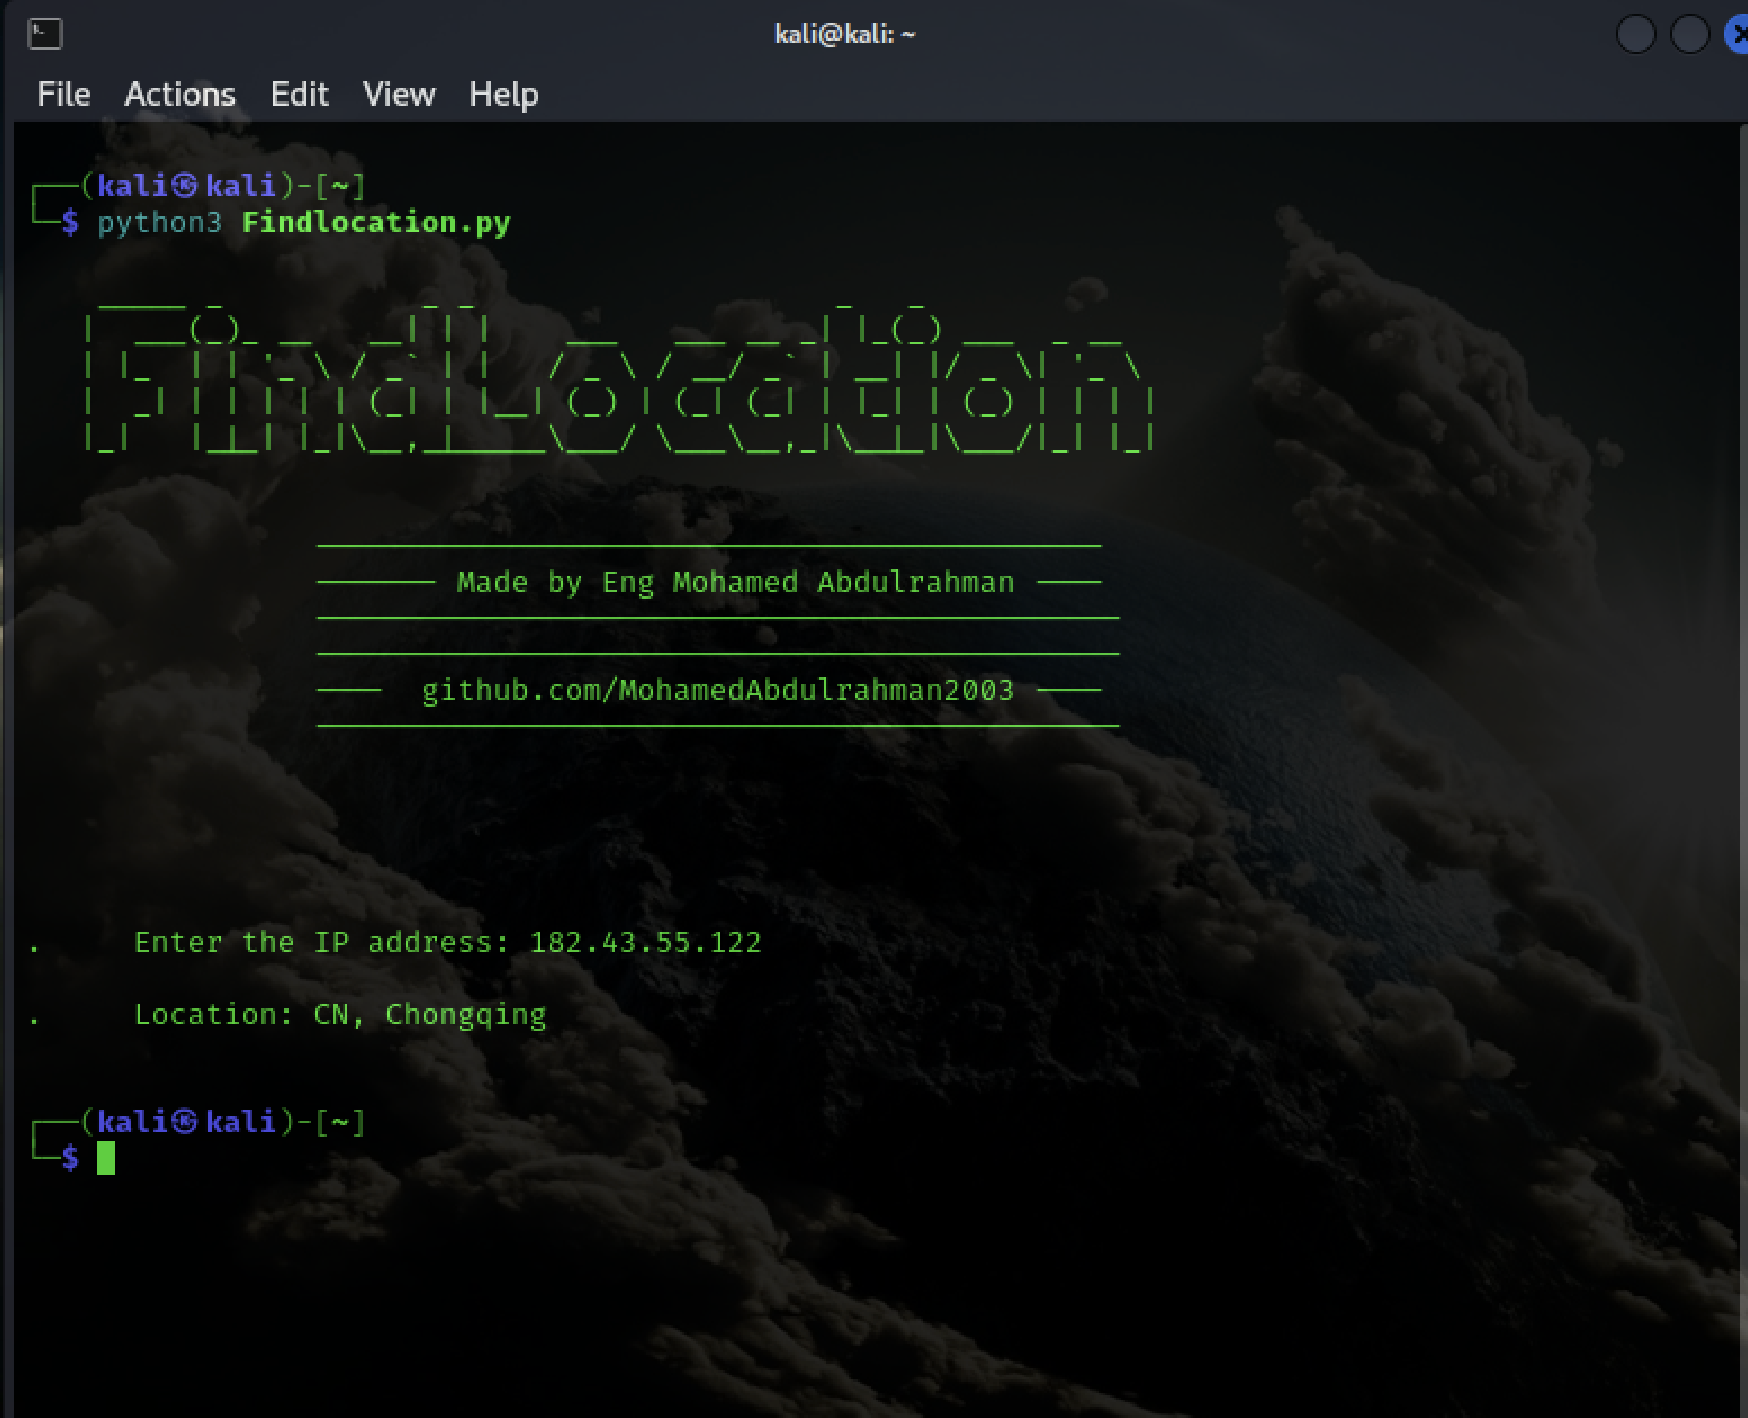 kali@kali: ~
File Actions Edit View Help
┌──(kali㉿kali)-[~]
└─$ python3 Findlocation.py
FindLocation
Made by Eng Mohamed Abdulrahman
github.com/MohamedAbdulrahman2003
. Enter the IP address: 182.43.55.122
. Location: CN, Chongqing
┌──(kali㉿kali)-[~]
└─$